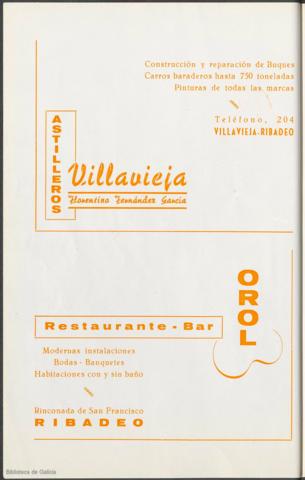 Construcción y reparación de Buques
Carros baraderos hasta 750 toneladas
Pinturas de todas las marcas
Teléfono, 204
VILLAVIEJA-RIBADEO
ASTILLEROS
Villavieja
Florentino Fernández García
OROL
Restaurante - Bar
Modernas instalaciones
Bodas - Banquetes
Habitaciones con y sin baño
Rinconada de San Francisco
RIBADEO
Biblioteca de Galicia